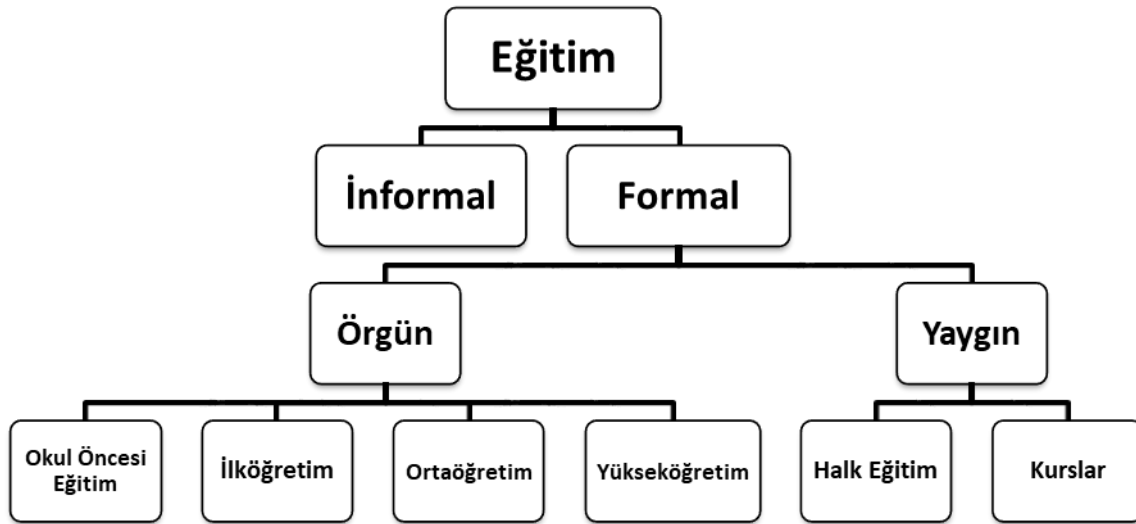 Eğitim
İnformal
Formal
Örgün
Yaygın
Okul Öncesi
Eğitim
İlköğretim
Ortaöğretim
Yükseköğretim
Halk Eğitim
Kurslar